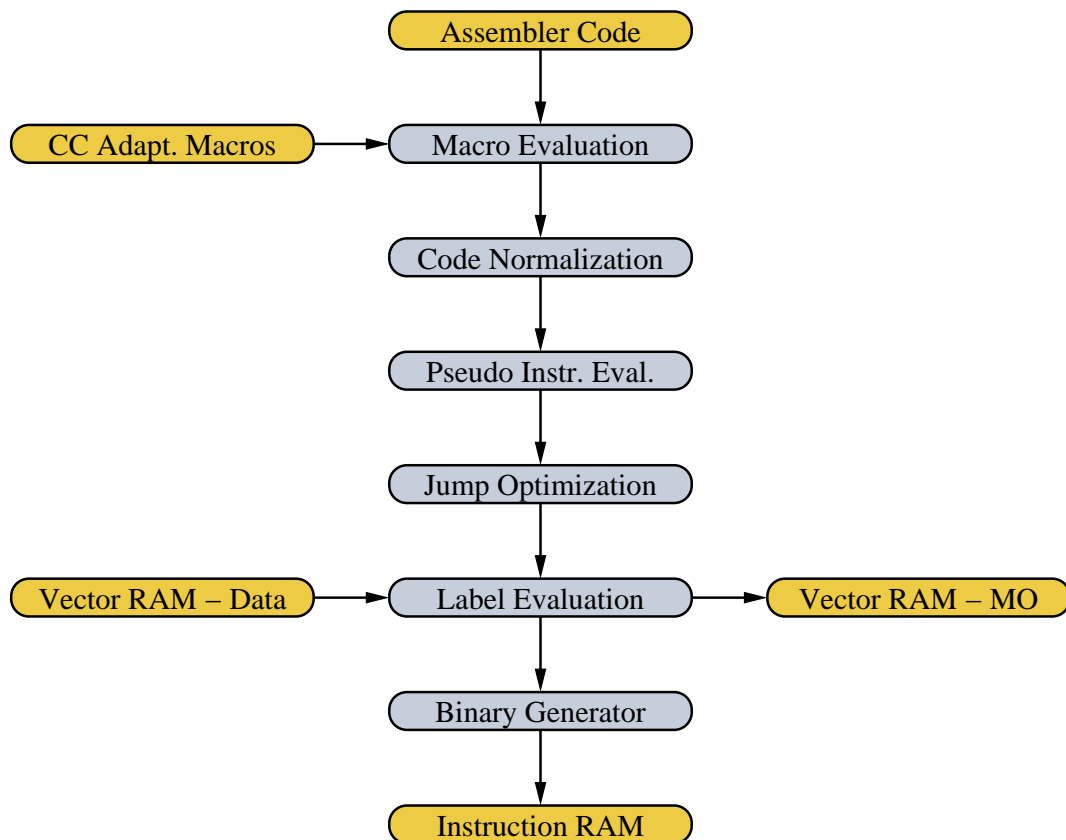 Assembler Code
CC Adapt. Macros
Macro Evaluation
Code Normalization
Pseudo Instr. Eval.
Jump Optimization
Vector RAM – Data
Label Evaluation
Vector RAM – MO
Binary Generator
Instruction RAM